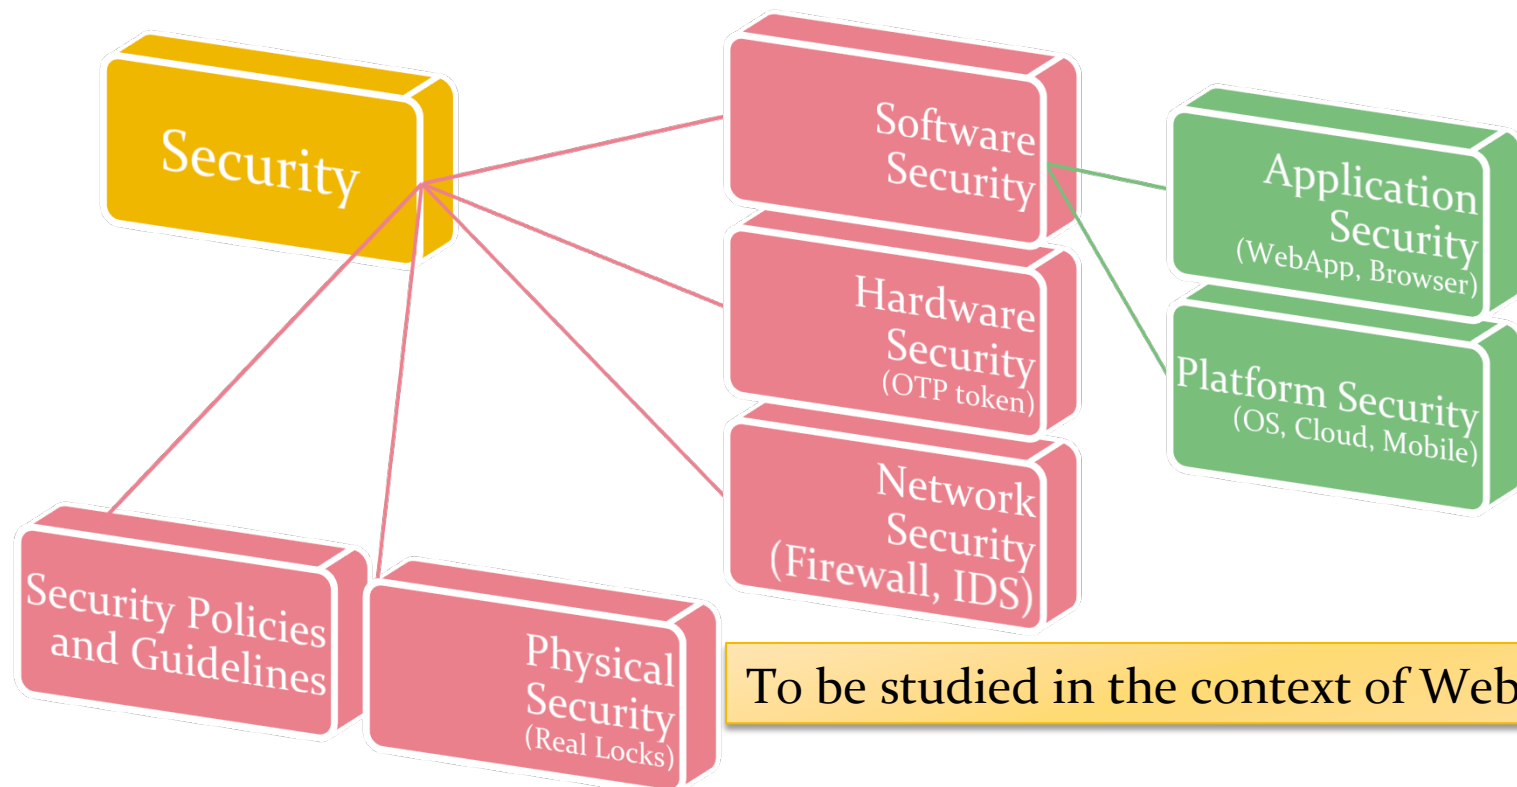 Security
Software
Security
Hardware
Security
(OTP token)
Network
Security
(Firewall, IDS)
Application
Security
(WebApp, Browser)
Platform Security
(OS, Cloud, Mobile)
Security Policies
and Guidelines
Physical
Security
(Real Locks)
To be studied in the context of Web